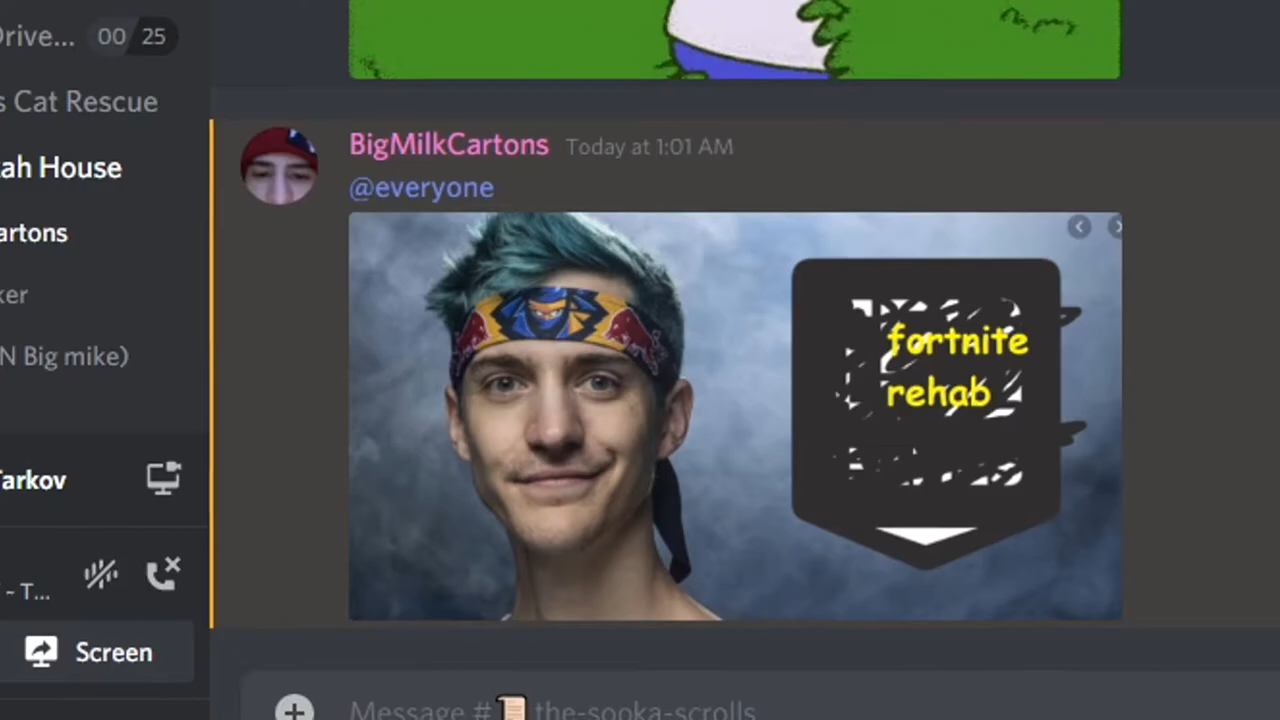 Drive... 00 25
s Cat Rescue
ah House
artons
ker
N Big mike)
Tarkov
- T...
Screen
BigMilkCartons Today at 1:01 AM
@everyone
fortnite
rehab
Message # the-sooka-scrolls